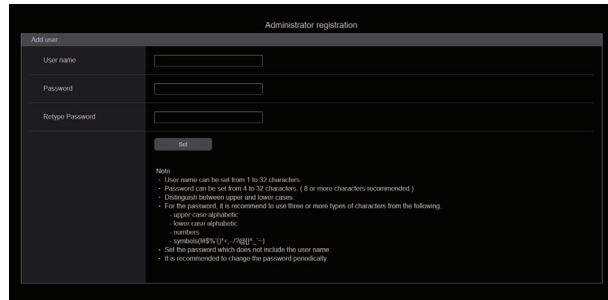 Administrator registration
Add user
User name
Password
Retype Password
Set
Note
・ User name can be set from 1 to 32 characters.
・ Password can be set from 4 to 32 characters. ( 8 or more characters recommended )
・ Distinguish between upper and lower cases.
・ For the password, it is recommend to use three or more types of characters from the following.
- upper case alphabetic
- lower case alphabetic
- numbers
- symbols
・ Set the password which does not include the user name.
・ It is recommended to change the password periodically.